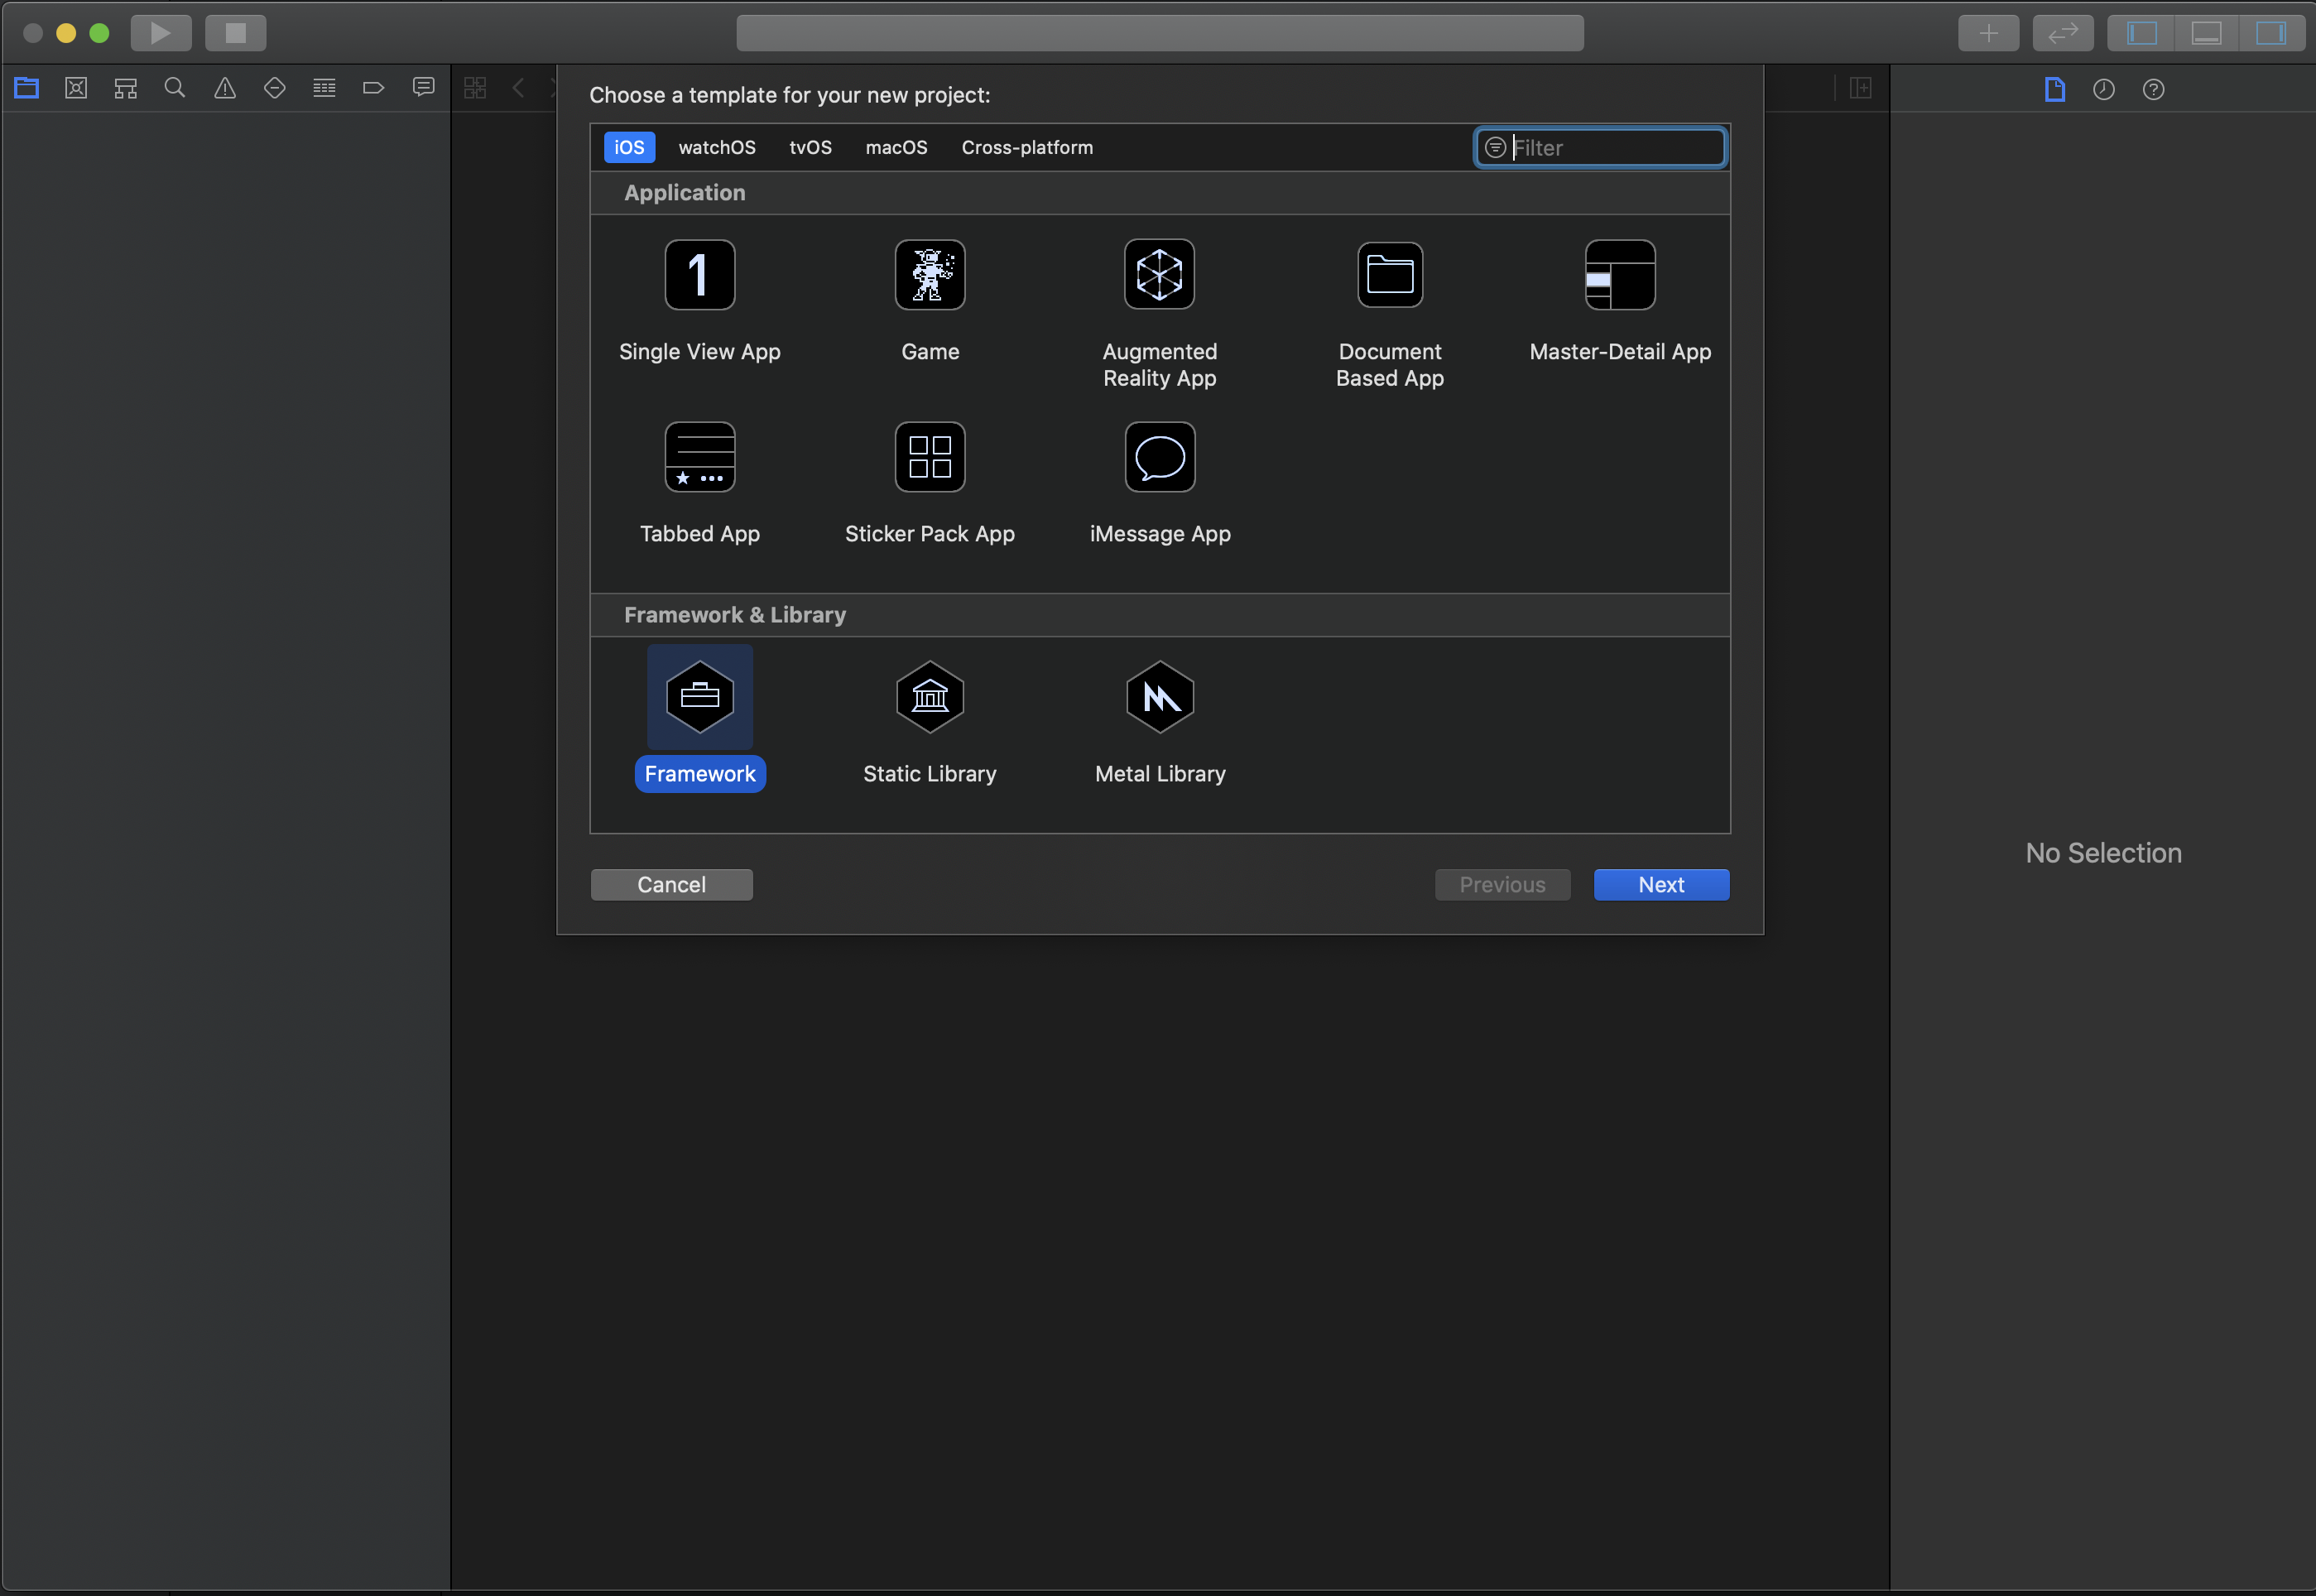 Choose a template for your new project:
iOS watchOS tvOS macOS Cross-platform Filter
Application
1
Single View App Game Augmented Reality App Document Based App Master-Detail App
Tabbed App Sticker Pack App iMessage App
Framework & Library
Framework Static Library Metal Library
Cancel Previous Next
No Selection